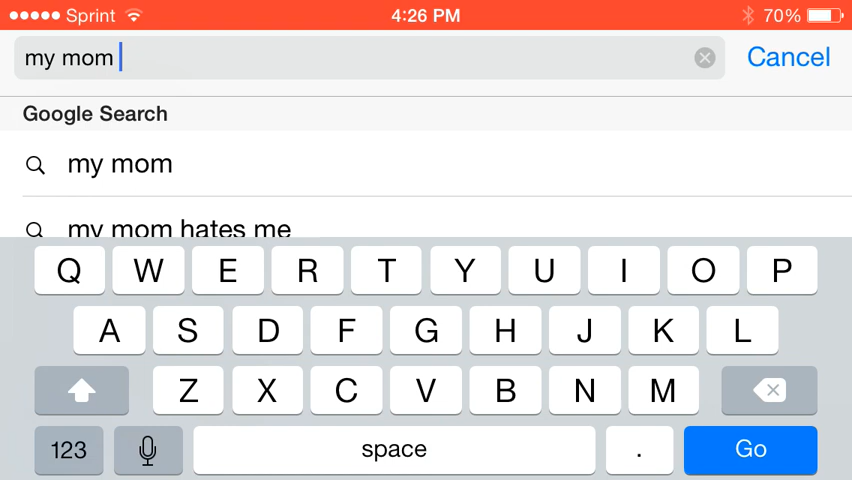 Sprint 4:26 PM 70%
my mom Cancel
Google Search
my mom
my mom hates me
Q W E R T Y U I O P
A S D F G H J K L
Z X C V B N M
123 space . Go